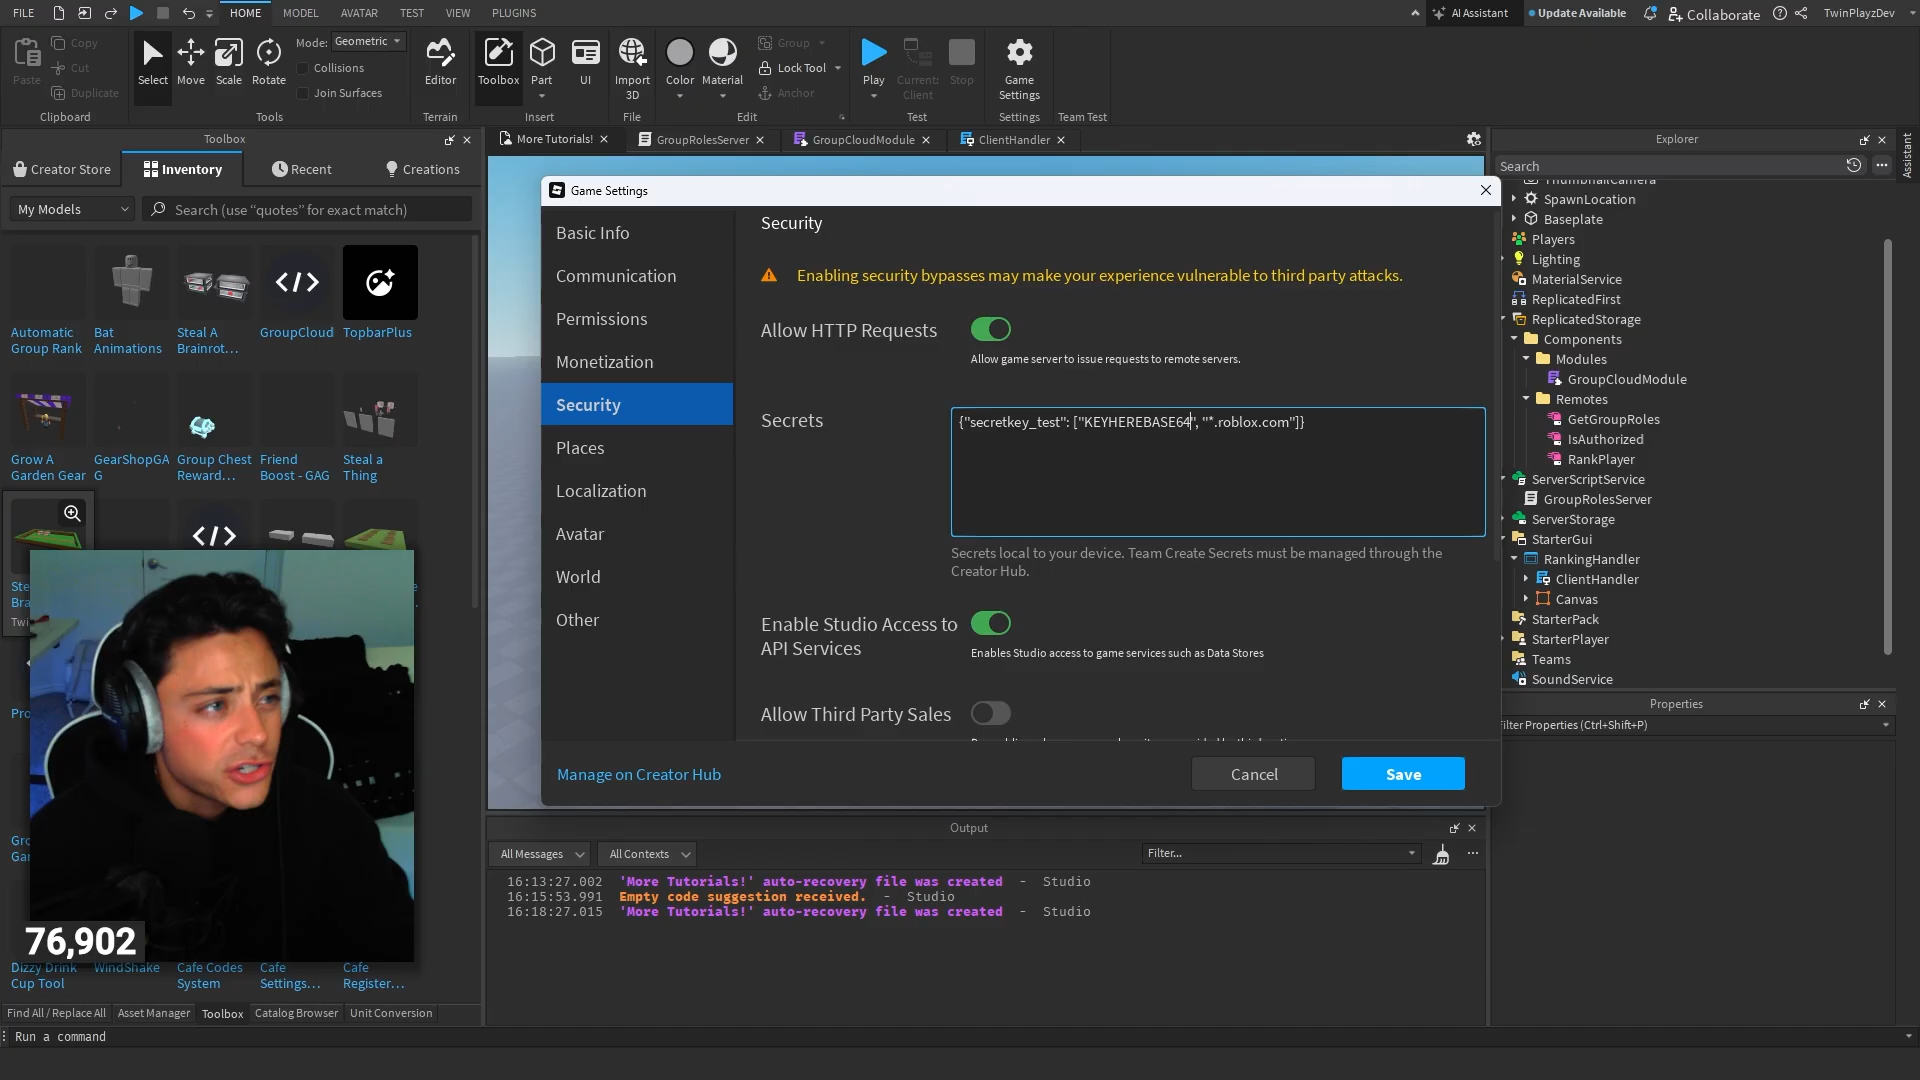 FILE
HOME
MODEL
AVATAR
TEST
VIEW
PLUGINS
AI Assistant
Update Available
Collaborate
TwinPlayzDev
Paste
Copy
Cut
Duplicate
Clipboard
Select
Move
Scale
Rotate
Mode: Geometric
Collisions
Join Surfaces
Tools
Editor
Terrain
Toolbox
Part
UI
Insert
Import
3D
File
Color
Material
Group
Lock Tool
Anchor
Edit
Play
Current:
Client
Stop
Test
Game
Settings
Settings
Team Test
Toolbox
Creator Store
Inventory
Recent
Creations
My Models
Search (use “quotes” for exact match)
Automatic
Group Rank
Bat
Animations
Steal A
Brainrot...
GroupCloud
TopbarPlus
Grow A
Garden Gear
GearShopGA
G
Group Chest
Reward...
Friend
Boost - GAG
Steal a
Thing
Ste
Bra
Twi
Pro
Gro
Gar
76,902
Dizzy Drink
Cup Tool
WindShake
Cafe Codes
System
Cafe
Settings...
Cafe
Register...
Find All / Replace All
Asset Manager
Toolbox
Catalog Browser
Unit Conversion
Run a command
More Tutorials!
GroupRolesServer
GroupCloudModule
ClientHandler
Game Settings
Basic Info
Communication
Permissions
Monetization
Security
Places
Localization
Avatar
World
Other
Security
Enabling security bypasses may make your experience vulnerable to third party attacks.
Allow HTTP Requests
Allow game server to issue requests to remote servers.
Secrets
{"secretkey_test": ["KEYHEREBASE64", "*.roblox.com"]}
Secrets local to your device. Team Create Secrets must be managed through the
Creator Hub.
Enable Studio Access to
API Services
Enables Studio access to game services such as Data Stores
Allow Third Party Sales
Manage on Creator Hub
Cancel
Save
Output
All Messages
All Contexts
Filter...
16:13:27.002 'More Tutorials!' auto-recovery file was created - Studio
16:15:53.991 Empty code suggestion received. - Studio
16:18:27.015 'More Tutorials!' auto-recovery file was created - Studio
Explorer
Search
Assistant
ThumbnailCamera
SpawnLocation
Baseplate
Players
Lighting
MaterialService
ReplicatedFirst
ReplicatedStorage
Components
Modules
GroupCloudModule
Remotes
GetGroupRoles
IsAuthorized
RankPlayer
ServerScriptService
GroupRolesServer
ServerStorage
StarterGui
RankingHandler
ClientHandler
Canvas
StarterPack
StarterPlayer
Teams
SoundService
Properties
ilter Properties (Ctrl+Shift+P)